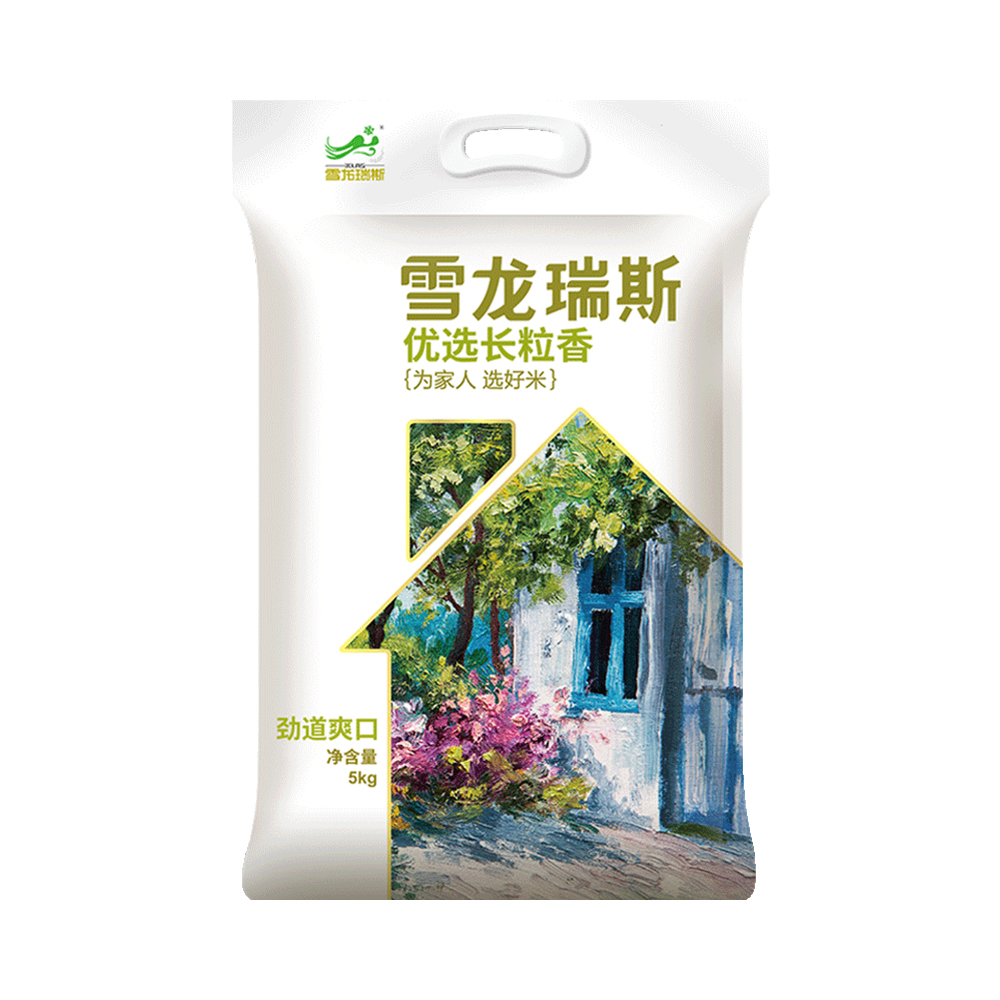 雪龙瑞斯
雪龙瑞斯
优选长粒香
{为家人 选好米}
劲道爽口
净含量
5kg